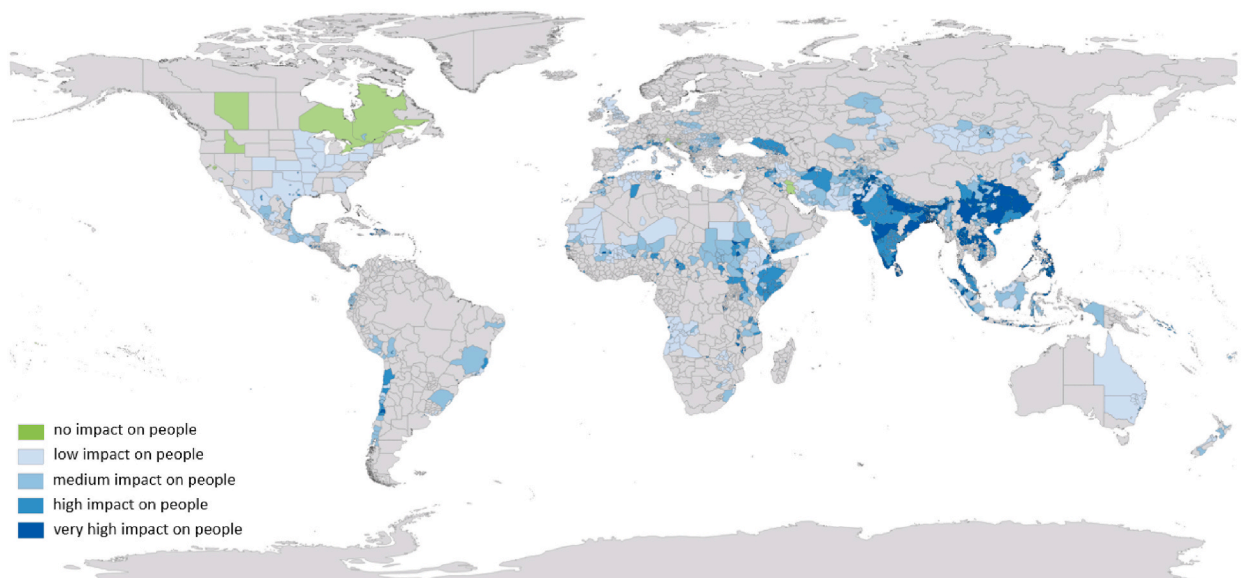 no impact on people
low impact on people
medium impact on people
high impact on people
very high impact on people